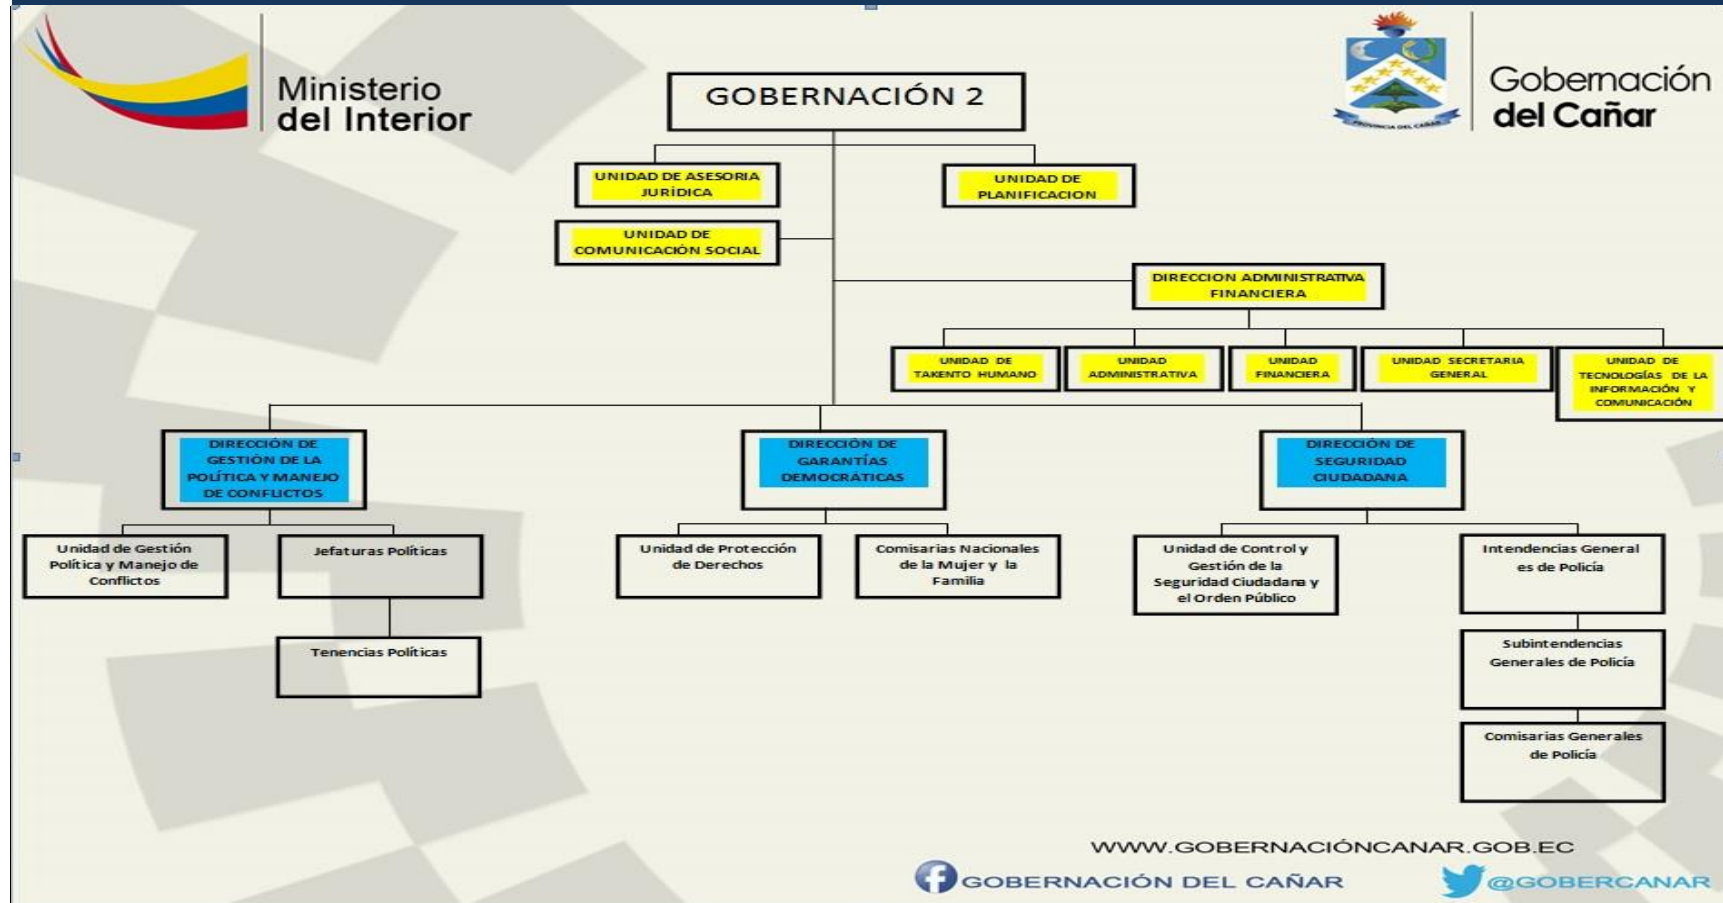 Ministerio
del Interior
GOBERNACIÓN 2
Gobernación
del Cañar
PROVINCIA DEL CAÑAR
UNIDAD DE ASESORIA
JURÍDICA
UNIDAD DE
PLANIFICACION
UNIDAD DE
COMUNICACIÓN SOCIAL
DIRECCION ADMINISTRATIVA
FINANCIERA
UNIDAD DE
TAKENTO HUMANO
UNIDAD
ADMINISTRATIVA
UNIDAD
FINANCIERA
UNIDAD SECRETARIA
GENERAL
UNIDAD DE
TECNOLOGÍAS DE LA
INFORMACIÓN Y
COMUNICACIÓN
DIRECCIÓN DE
GESTIÓN DE LA
POLÍTICA Y MANEJO
DE CONFLICTOS
DIRECCIÓN DE
GARANTÍAS
DEMOCRÁTICAS
DIRECCIÓN DE
SEGURIDAD
CIUDADANA
Unidad de Gestión
Política y Manejo de
Conflictos
Jefaturas Políticas
Unidad de Protección
de Derechos
Comisarias Nacionales
de la Mujer y la
Familia
Unidad de Control y
Gestión de la
Seguridad Ciudadana y
el Orden Público
Intendencias General
es de Policía
Tenencias Políticas
Subintendencias
Generales de Policía
Comisarias Generales
de Policía
WWW.GOBERNACIÓNCANAR.GOB.EC
GOBERNACIÓN DEL CAÑAR
@GOBERCANAR